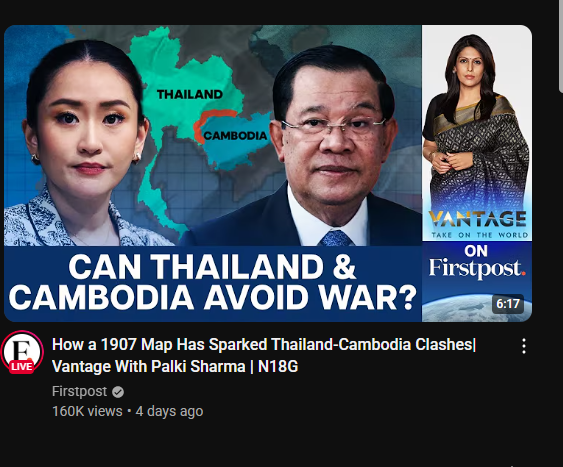 THAILAND
CAMBODIA
VANTAGE
TAKE ON THE WORLD
ON
Firstpost.
CAN THAILAND &
CAMBODIA AVOID WAR?
6:17
F
LIVE
How a 1907 Map Has Sparked Thailand-Cambodia Clashes|
Vantage With Palki Sharma | N18G
Firstpost
160K views • 4 days ago